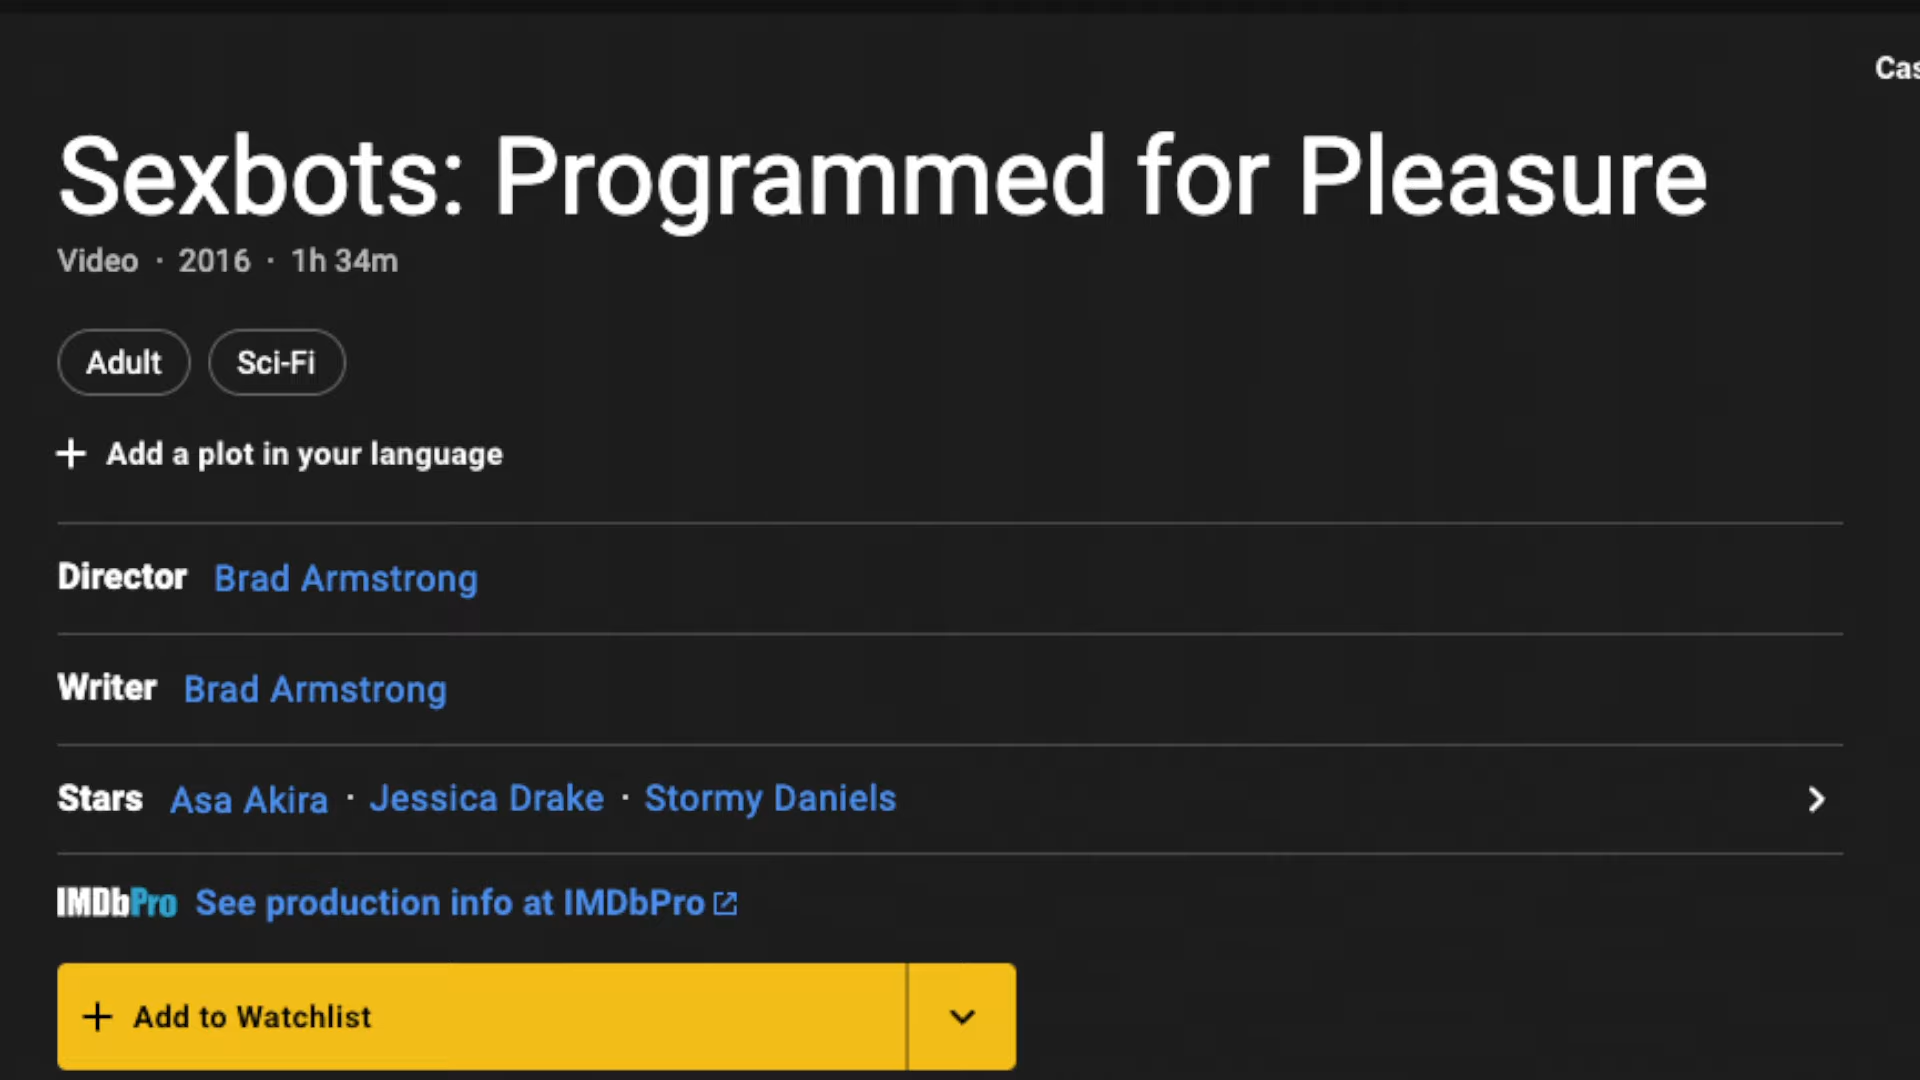 Cas
Sexbots: Programmed for Pleasure
Video · 2016 · 1h 34m
Adult Sci-Fi
+ Add a plot in your language
Director Brad Armstrong
Writer Brad Armstrong
Stars Asa Akira · Jessica Drake · Stormy Daniels
IMDbPro See production info at IMDbPro
+ Add to Watchlist